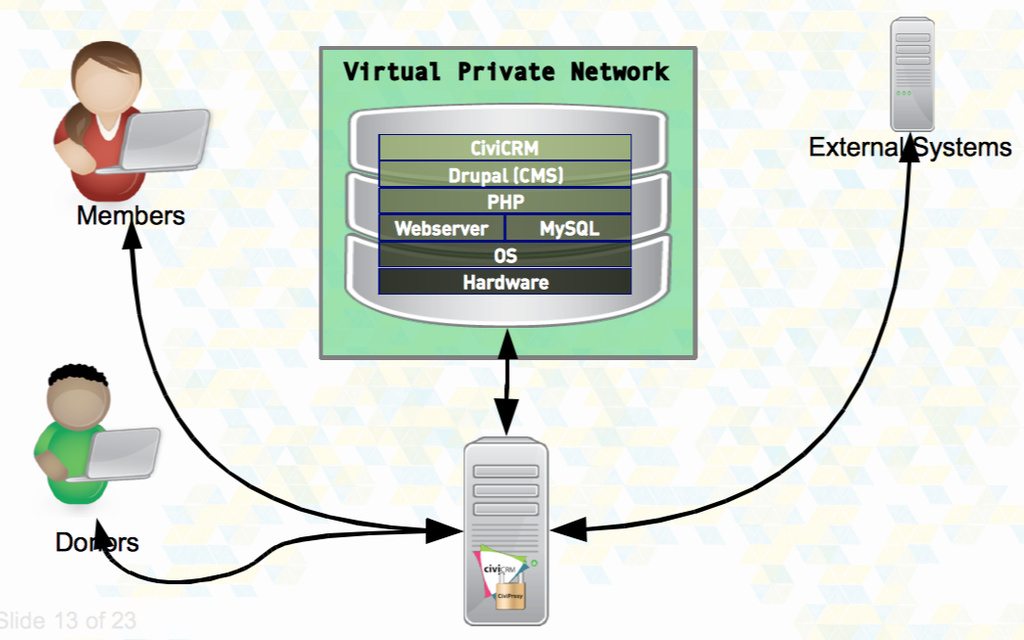 Virtual Private Network
CiviCRM
Drupal (CMS)
PHP
Webserver MySQL
OS
Hardware
External Systems
Members
Donors
civiCRM
CiviProxy
Slide 13 of 23